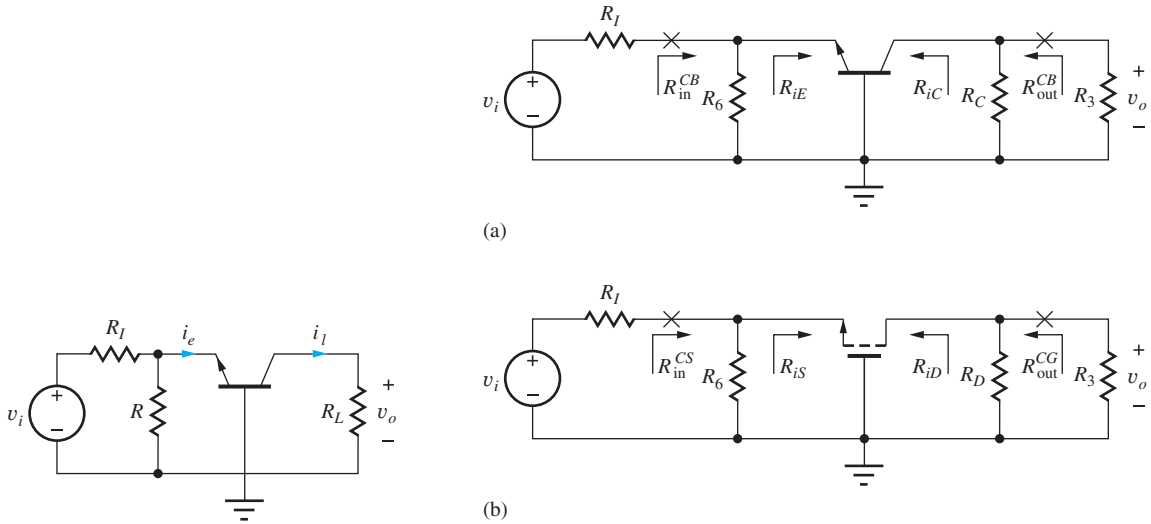 R_I
+
−
v_i
R_in^CB
R_6
R_iE
R_iC
R_C
R_out^CB
R_3
+
v_o
−
(a)
R_I
i_e
i_l
+
−
v_i
R
R_L
+
v_o
−
R_I
+
−
v_i
R_in^CS
R_6
R_iS
R_iD
R_D
R_out^CG
R_3
+
v_o
−
(b)